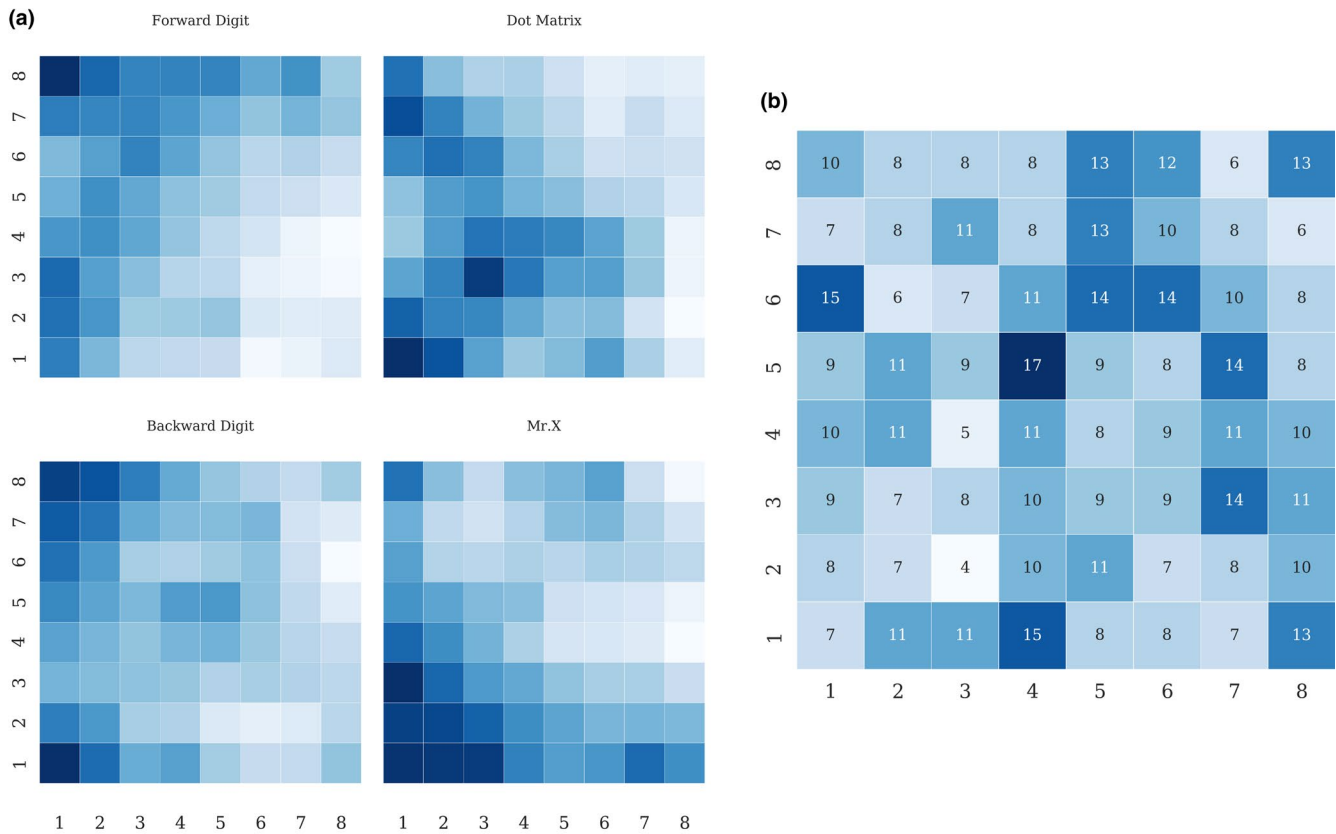 (a)
Forward Digit
Dot Matrix
8
7
6
5
4
3
2
1
Backward Digit
Mr.X
8
7
6
5
4
3
2
1
1 2 3 4 5 6 7 8
1 2 3 4 5 6 7 8
(b)
8 10 8 8 8 13 12 6 13
7 7 8 11 8 13 10 8 6
6 15 6 7 11 14 14 10 8
5 9 11 9 17 9 8 14 8
4 10 11 5 11 8 9 11 10
3 9 7 8 10 9 9 14 11
2 8 7 4 10 11 7 8 10
1 7 11 11 15 8 8 7 13
1 2 3 4 5 6 7 8